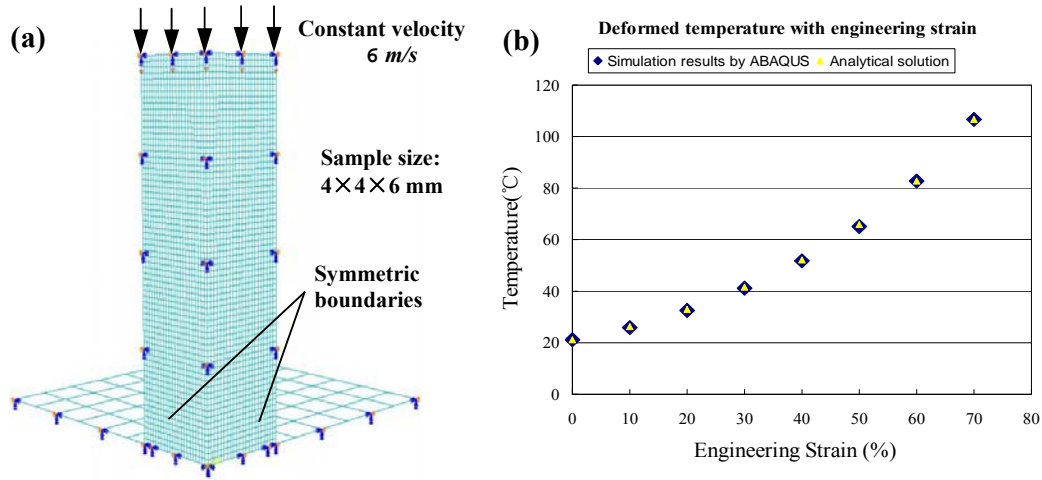 (a)
Constant velocity
6 m/s
Sample size:
4×4×6 mm
Symmetric
boundaries
(b)
Deformed temperature with engineering strain
Simulation results by ABAQUS
Analytical solution
120
100
80
60
40
20
0
Temperature(℃)
0 10 20 30 40 50 60 70 80
Engineering Strain (%)